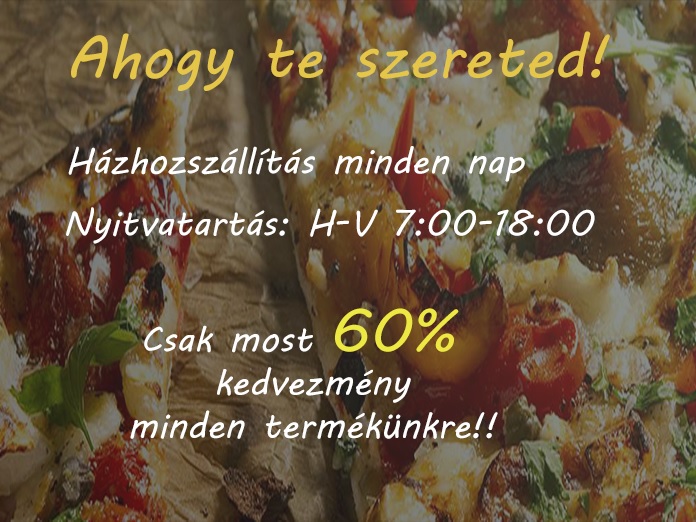 Ahogy te szereted!
Házhozszállítás minden nap
Nyitvatartás: H-V 7:00-18:00
Csak most 60%
kedvezmény
minden termékünkre!!